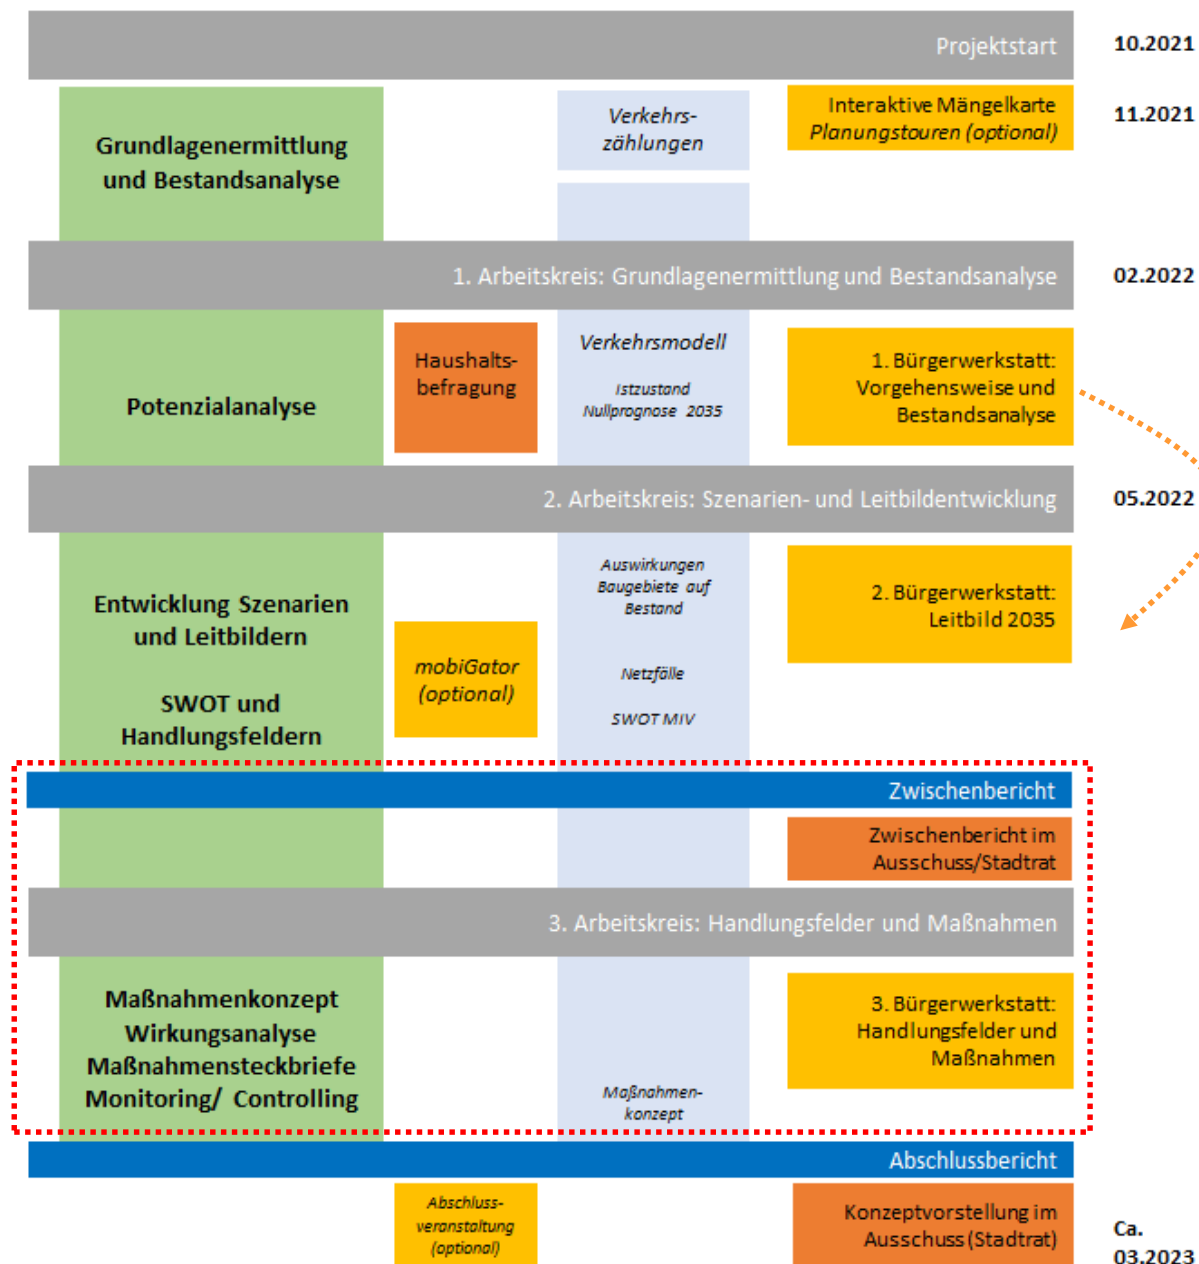 Projektstart
10.2021
Grundlagenermittlung
und Bestandsanalyse
Verkehrs-
zählungen
Interaktive Mängelkarte
Planungstouren (optional)
11.2021
1. Arbeitskreis: Grundlagenermittlung und Bestandsanalyse
02.2022
Potenzialanalyse
Haushalts-
befragung
Verkehrsmodell
Istzustand
Nullprognose 2035
1. Bürgerwerkstatt:
Vorgehensweise und
Bestandsanalyse
2. Arbeitskreis: Szenarien- und Leitbildentwicklung
05.2022
Entwicklung Szenarien
und Leitbildern
SWOT und
Handlungsfeldern
mobiGator
(optional)
Auswirkungen
Baugebiete auf
Bestand
Netzfälle
SWOT MIV
2. Bürgerwerkstatt:
Leitbild 2035
Zwischenbericht
Zwischenbericht im
Ausschuss/Stadtrat
3. Arbeitskreis: Handlungsfelder und Maßnahmen
Maßnahmenkonzept
Wirkungsanalyse
Maßnahmensteckbriefe
Monitoring/ Controlling
Maßnahmen-
konzept
3. Bürgerwerkstatt:
Handlungsfelder und
Maßnahmen
Abschlussbericht
Abschluss-
veranstaltung
(optional)
Konzeptvorstellung im
Ausschuss (Stadtrat)
Ca.
03.2023